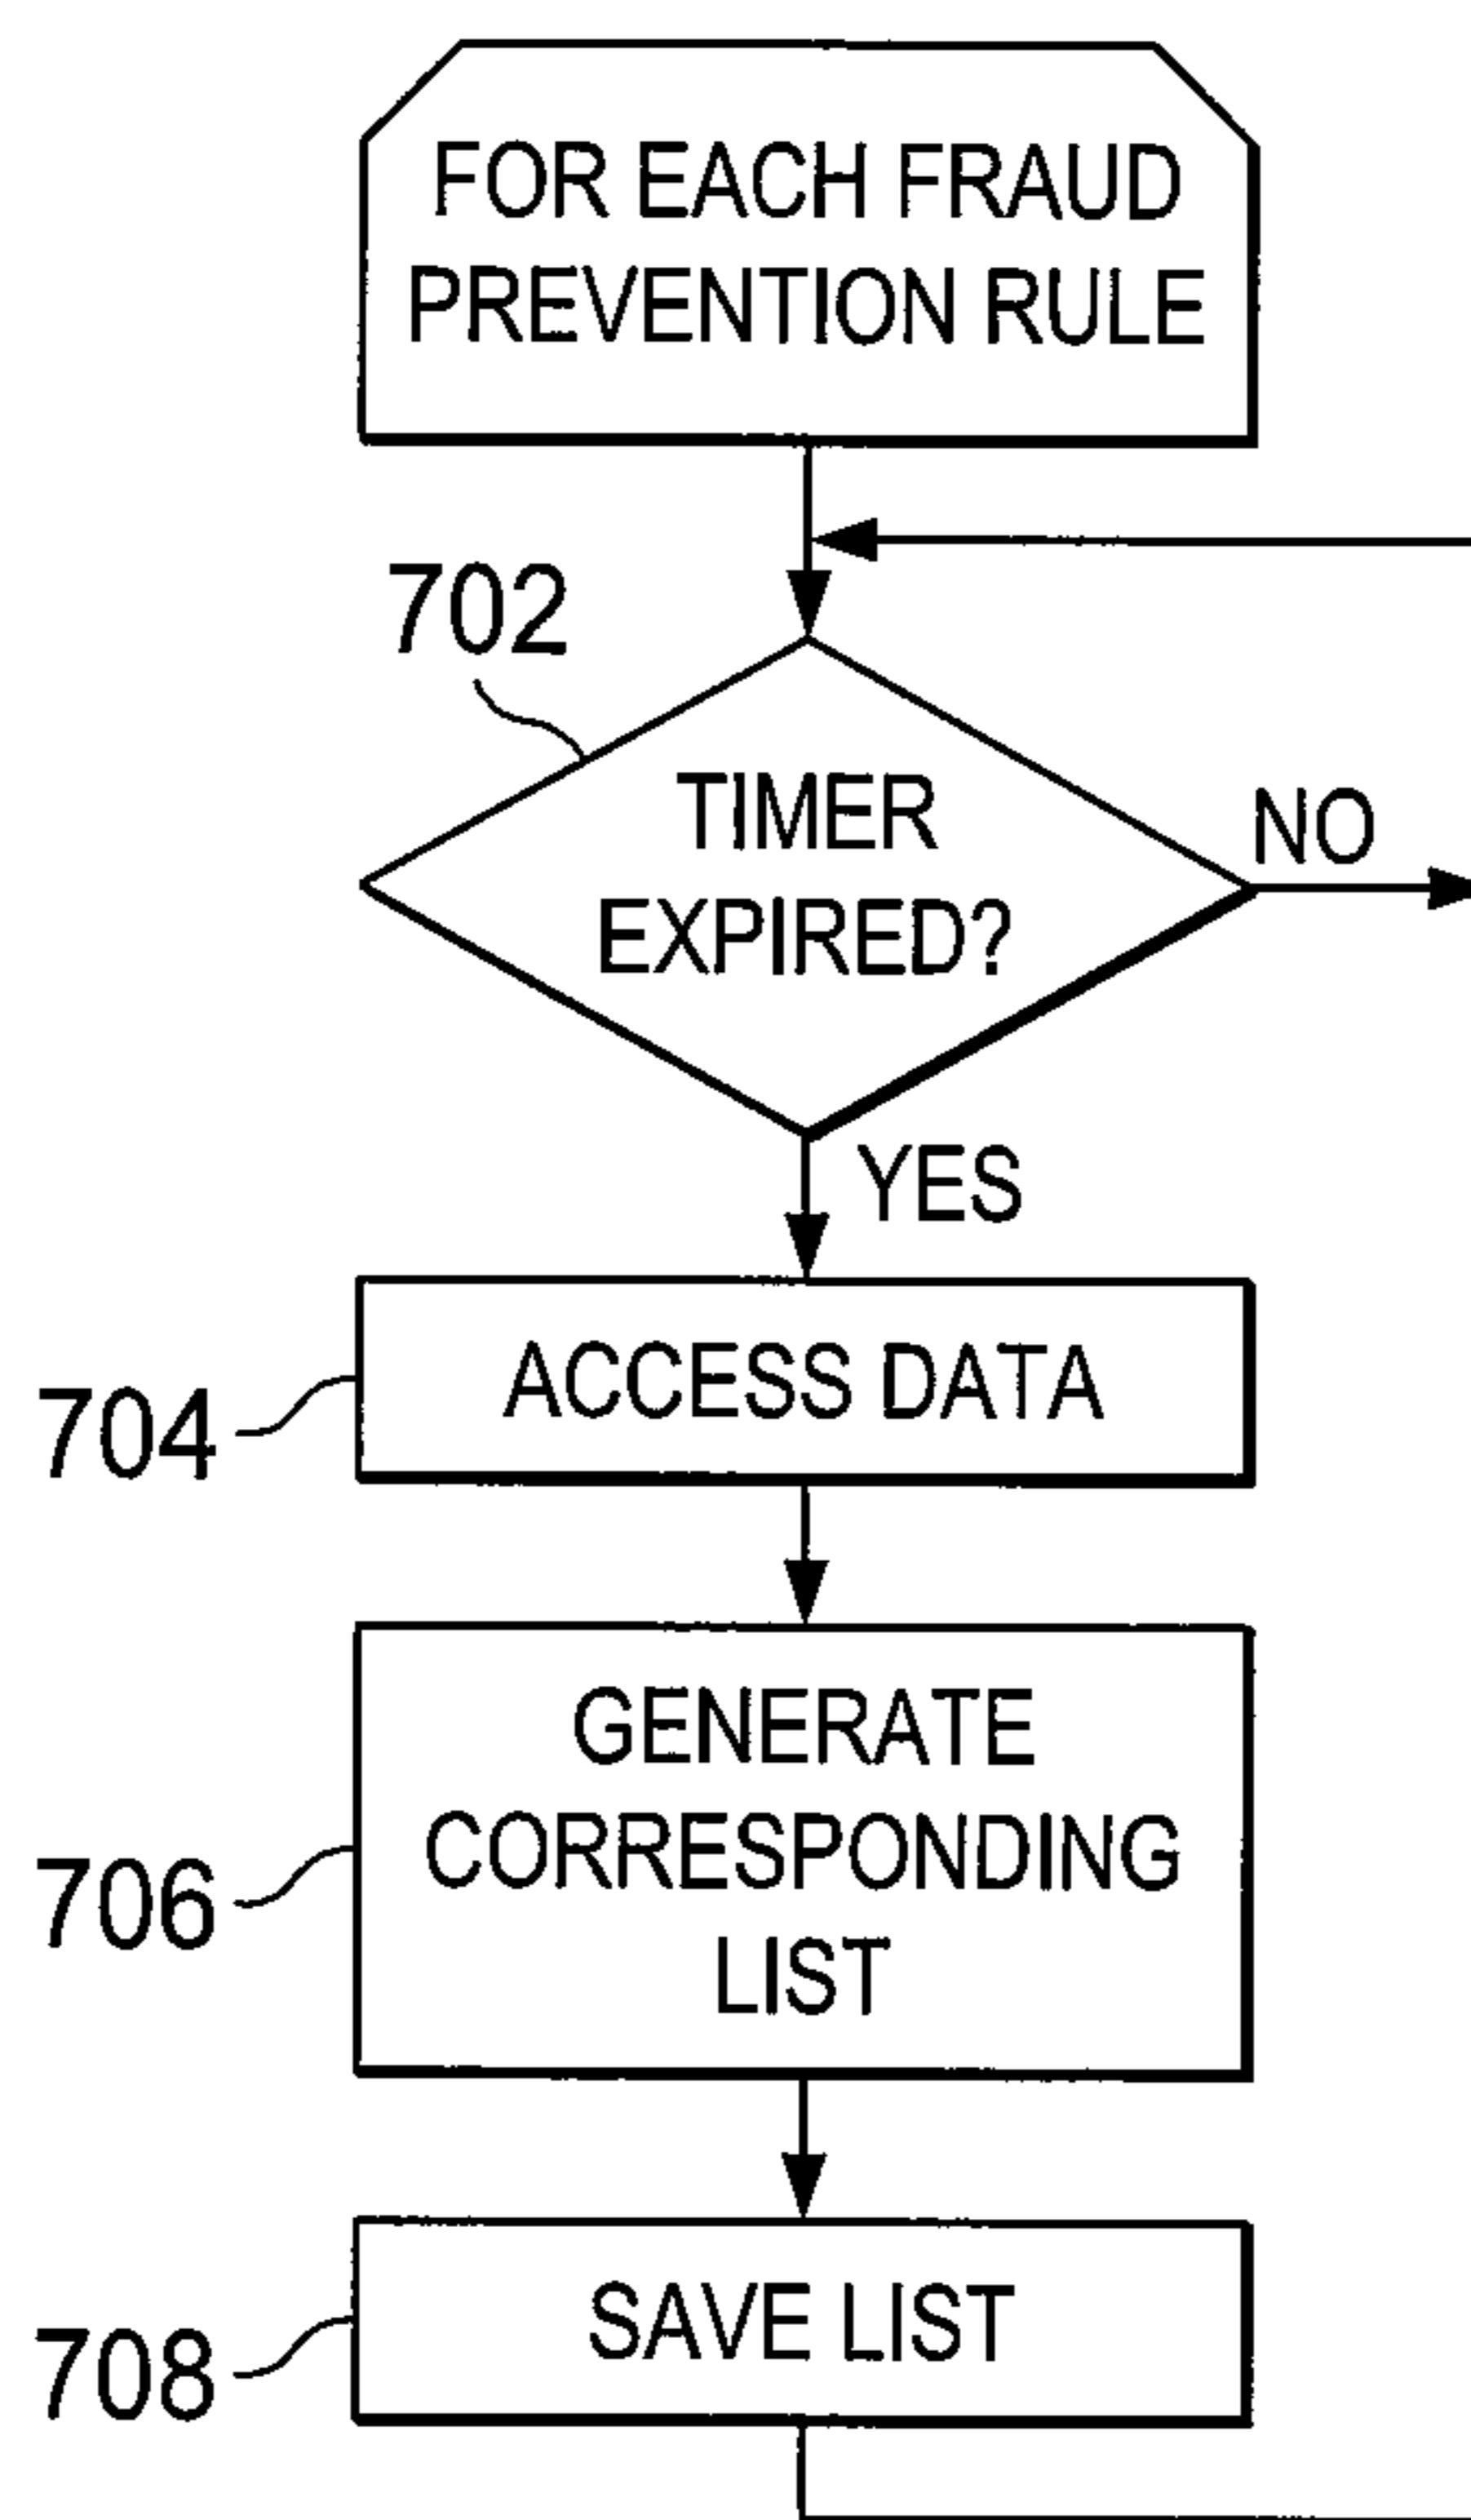 FOR EACH FRAUD
PREVENTION RULE
702
TIMER
EXPIRED?
NO
YES
704
ACCESS DATA
706
GENERATE
CORRESPONDING
LIST
708
SAVE LIST